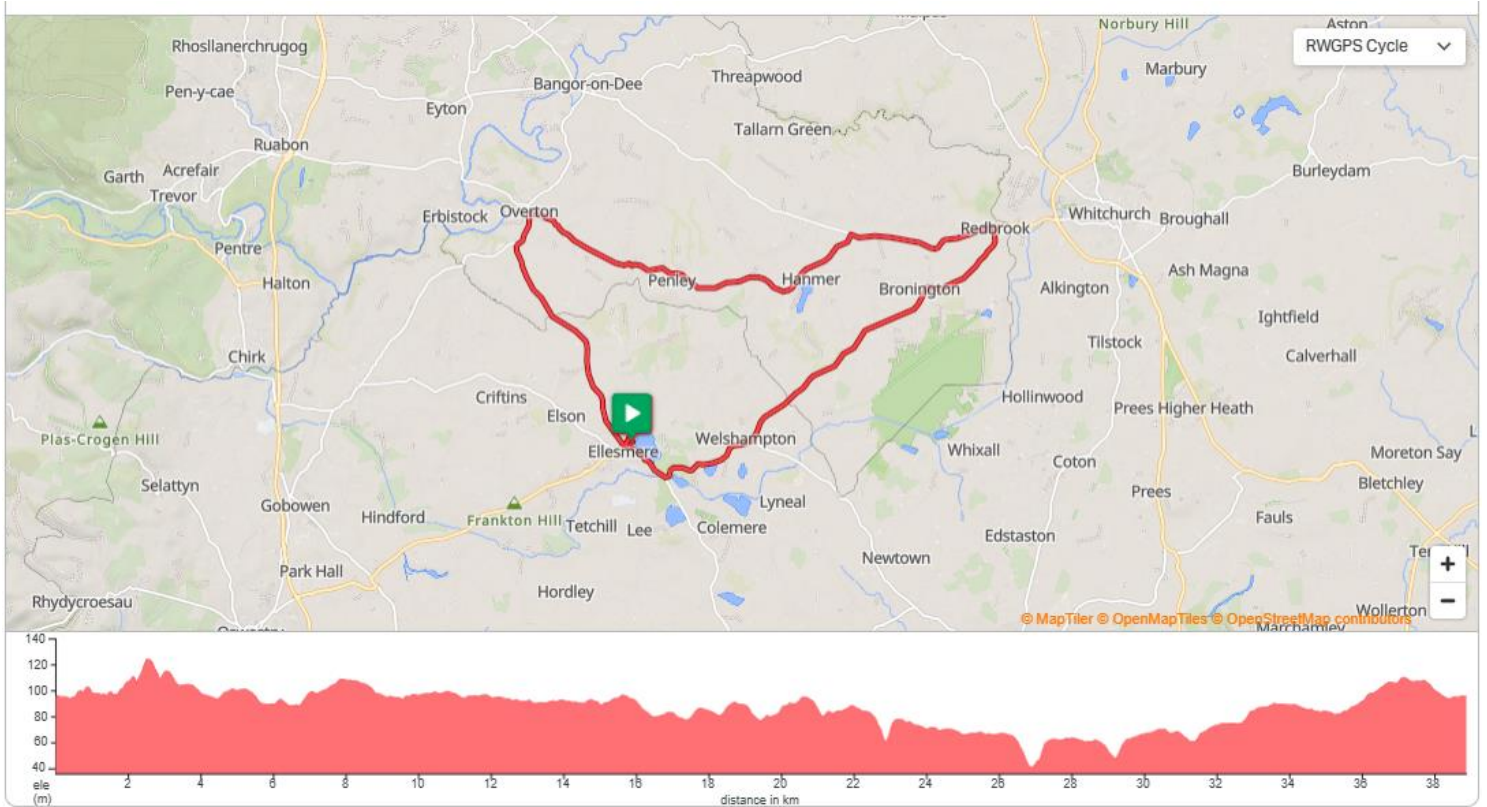 Norbury Hill
Aston
Rhosllanerchrugog
RWGPS Cycle
Bangor-on-Dee
Threapwood
Marbury
Pen-y-cae
Eyton
Tallarn Green
Ruabon
Garth
Acrefair
Burleydam
Trevor
Erbistock
Overton
Whitchurch
Broughall
Redbrook
Pentre
Halton
Penley
Hanmer
Bronington
Alkington
Ash Magna
Ightfield
Chirk
Tilstock
Calverhall
Criftins
Elson
Hollinwood
Prees Higher Heath
Plas-Crogen Hill
Ellesmere
Welshampton
Whixall
Coton
Moreton Say
Selattyn
Gobowen
Hindford
Frankton Hill
Tetchill
Lee
Lyneal
Colemere
Prees
Bletchley
Fauls
Edstaston
Newtown
Park Hall
Hordley
+
−
Rhydycroesau
Wollerton
© MapTiler © OpenMapTiles © OpenStreetMap contributors
Marchamley
140
120
100
80
60
40
ele
(m)
2 4 6 8 10 12 14 16 18 20 22 24 26 28 30 32 34 36 38
distance in km